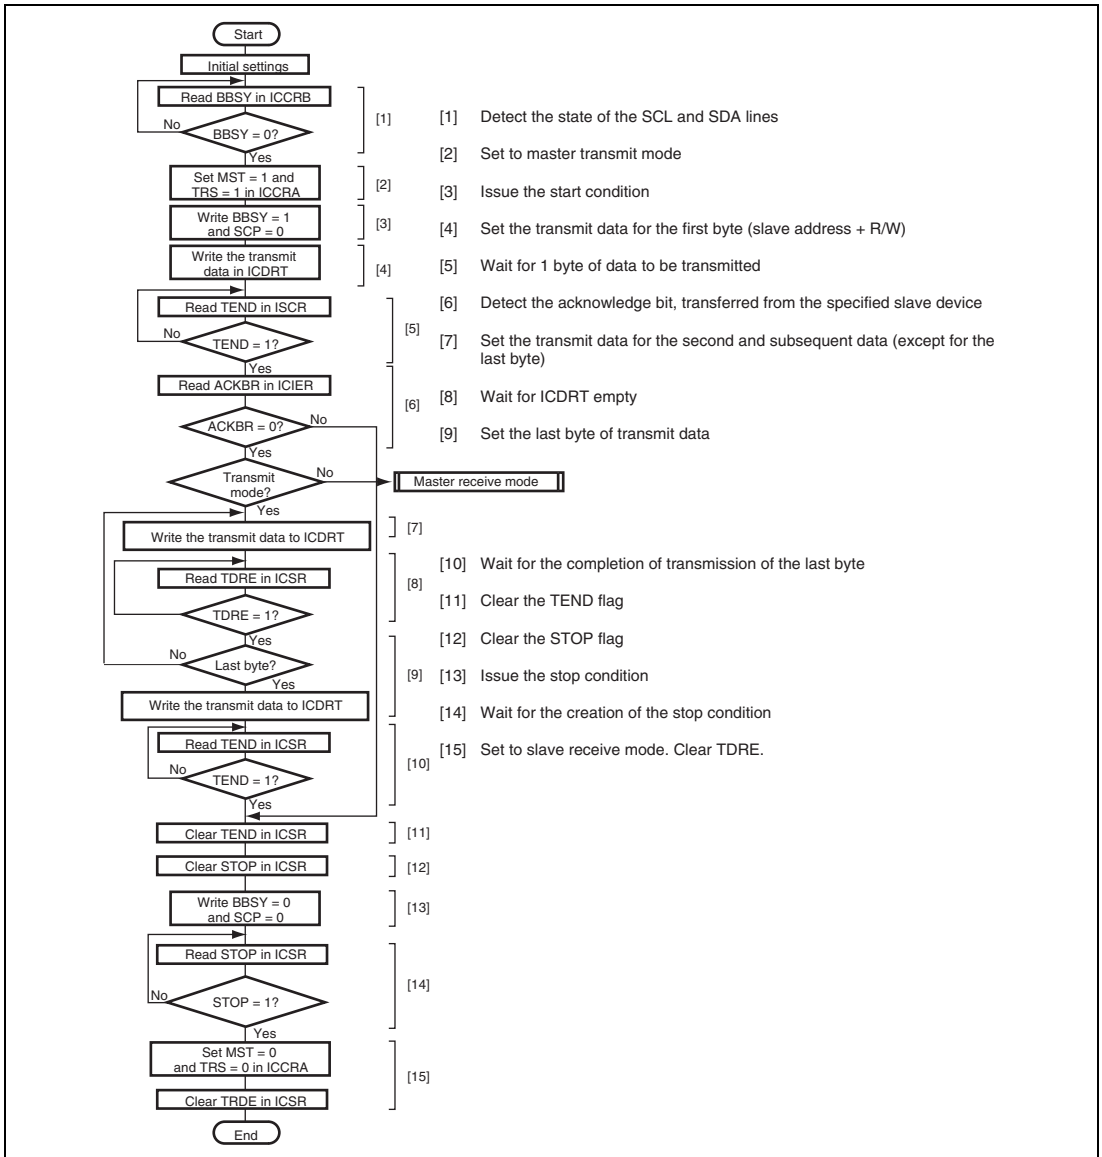 Start
Initial settings
Read BBSY in ICCRB
No
BBSY = 0?
Yes
[1]
Set MST = 1 and
TRS = 1 in ICCRA
[2]
Write BBSY = 1
and SCP = 0
[3]
Write the transmit
data in ICDRT
[4]
Read TEND in ISCR
No
TEND = 1?
Yes
[5]
Read ACKBR in ICIER
ACKBR = 0?
No
Yes
[6]
Transmit
mode?
No
Yes
Master receive mode
Write the transmit data to ICDRT
[7]
Read TDRE in ICSR
TDRE = 1?
Yes
[8]
No
Last byte?
Yes
[9]
Write the transmit data to ICDRT
Read TEND in ICSR
No
TEND = 1?
Yes
[10]
Clear TEND in ICSR
[11]
Clear STOP in ICSR
[12]
Write BBSY = 0
and SCP = 0
[13]
Read STOP in ICSR
No
STOP = 1?
Yes
[14]
Set MST = 0
and TRS = 0 in ICCRA
[15]
Clear TRDE in ICSR
End
[1] Detect the state of the SCL and SDA lines
[2] Set to master transmit mode
[3] Issue the start condition
[4] Set the transmit data for the first byte (slave address + R/W)
[5] Wait for 1 byte of data to be transmitted
[6] Detect the acknowledge bit, transferred from the specified slave device
[7] Set the transmit data for the second and subsequent data (except for the
last byte)
[8] Wait for ICDRT empty
[9] Set the last byte of transmit data
[10] Wait for the completion of transmission of the last byte
[11] Clear the TEND flag
[12] Clear the STOP flag
[13] Issue the stop condition
[14] Wait for the creation of the stop condition
[15] Set to slave receive mode. Clear TDRE.